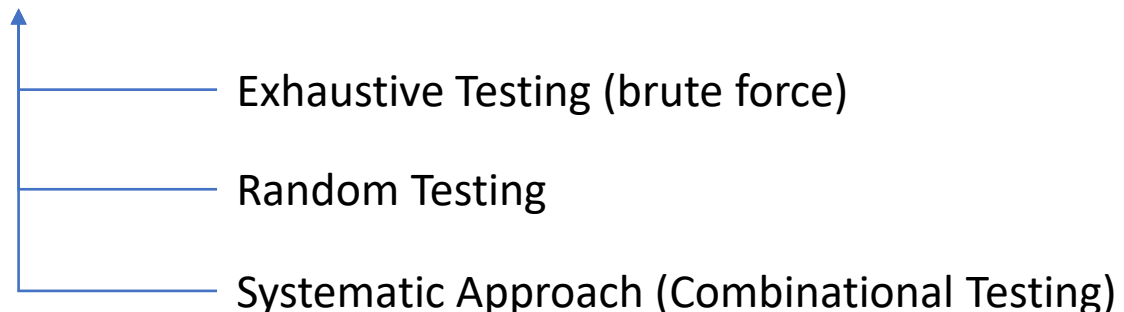 Exhaustive Testing (brute force)
Random Testing
Systematic Approach (Combinational Testing)